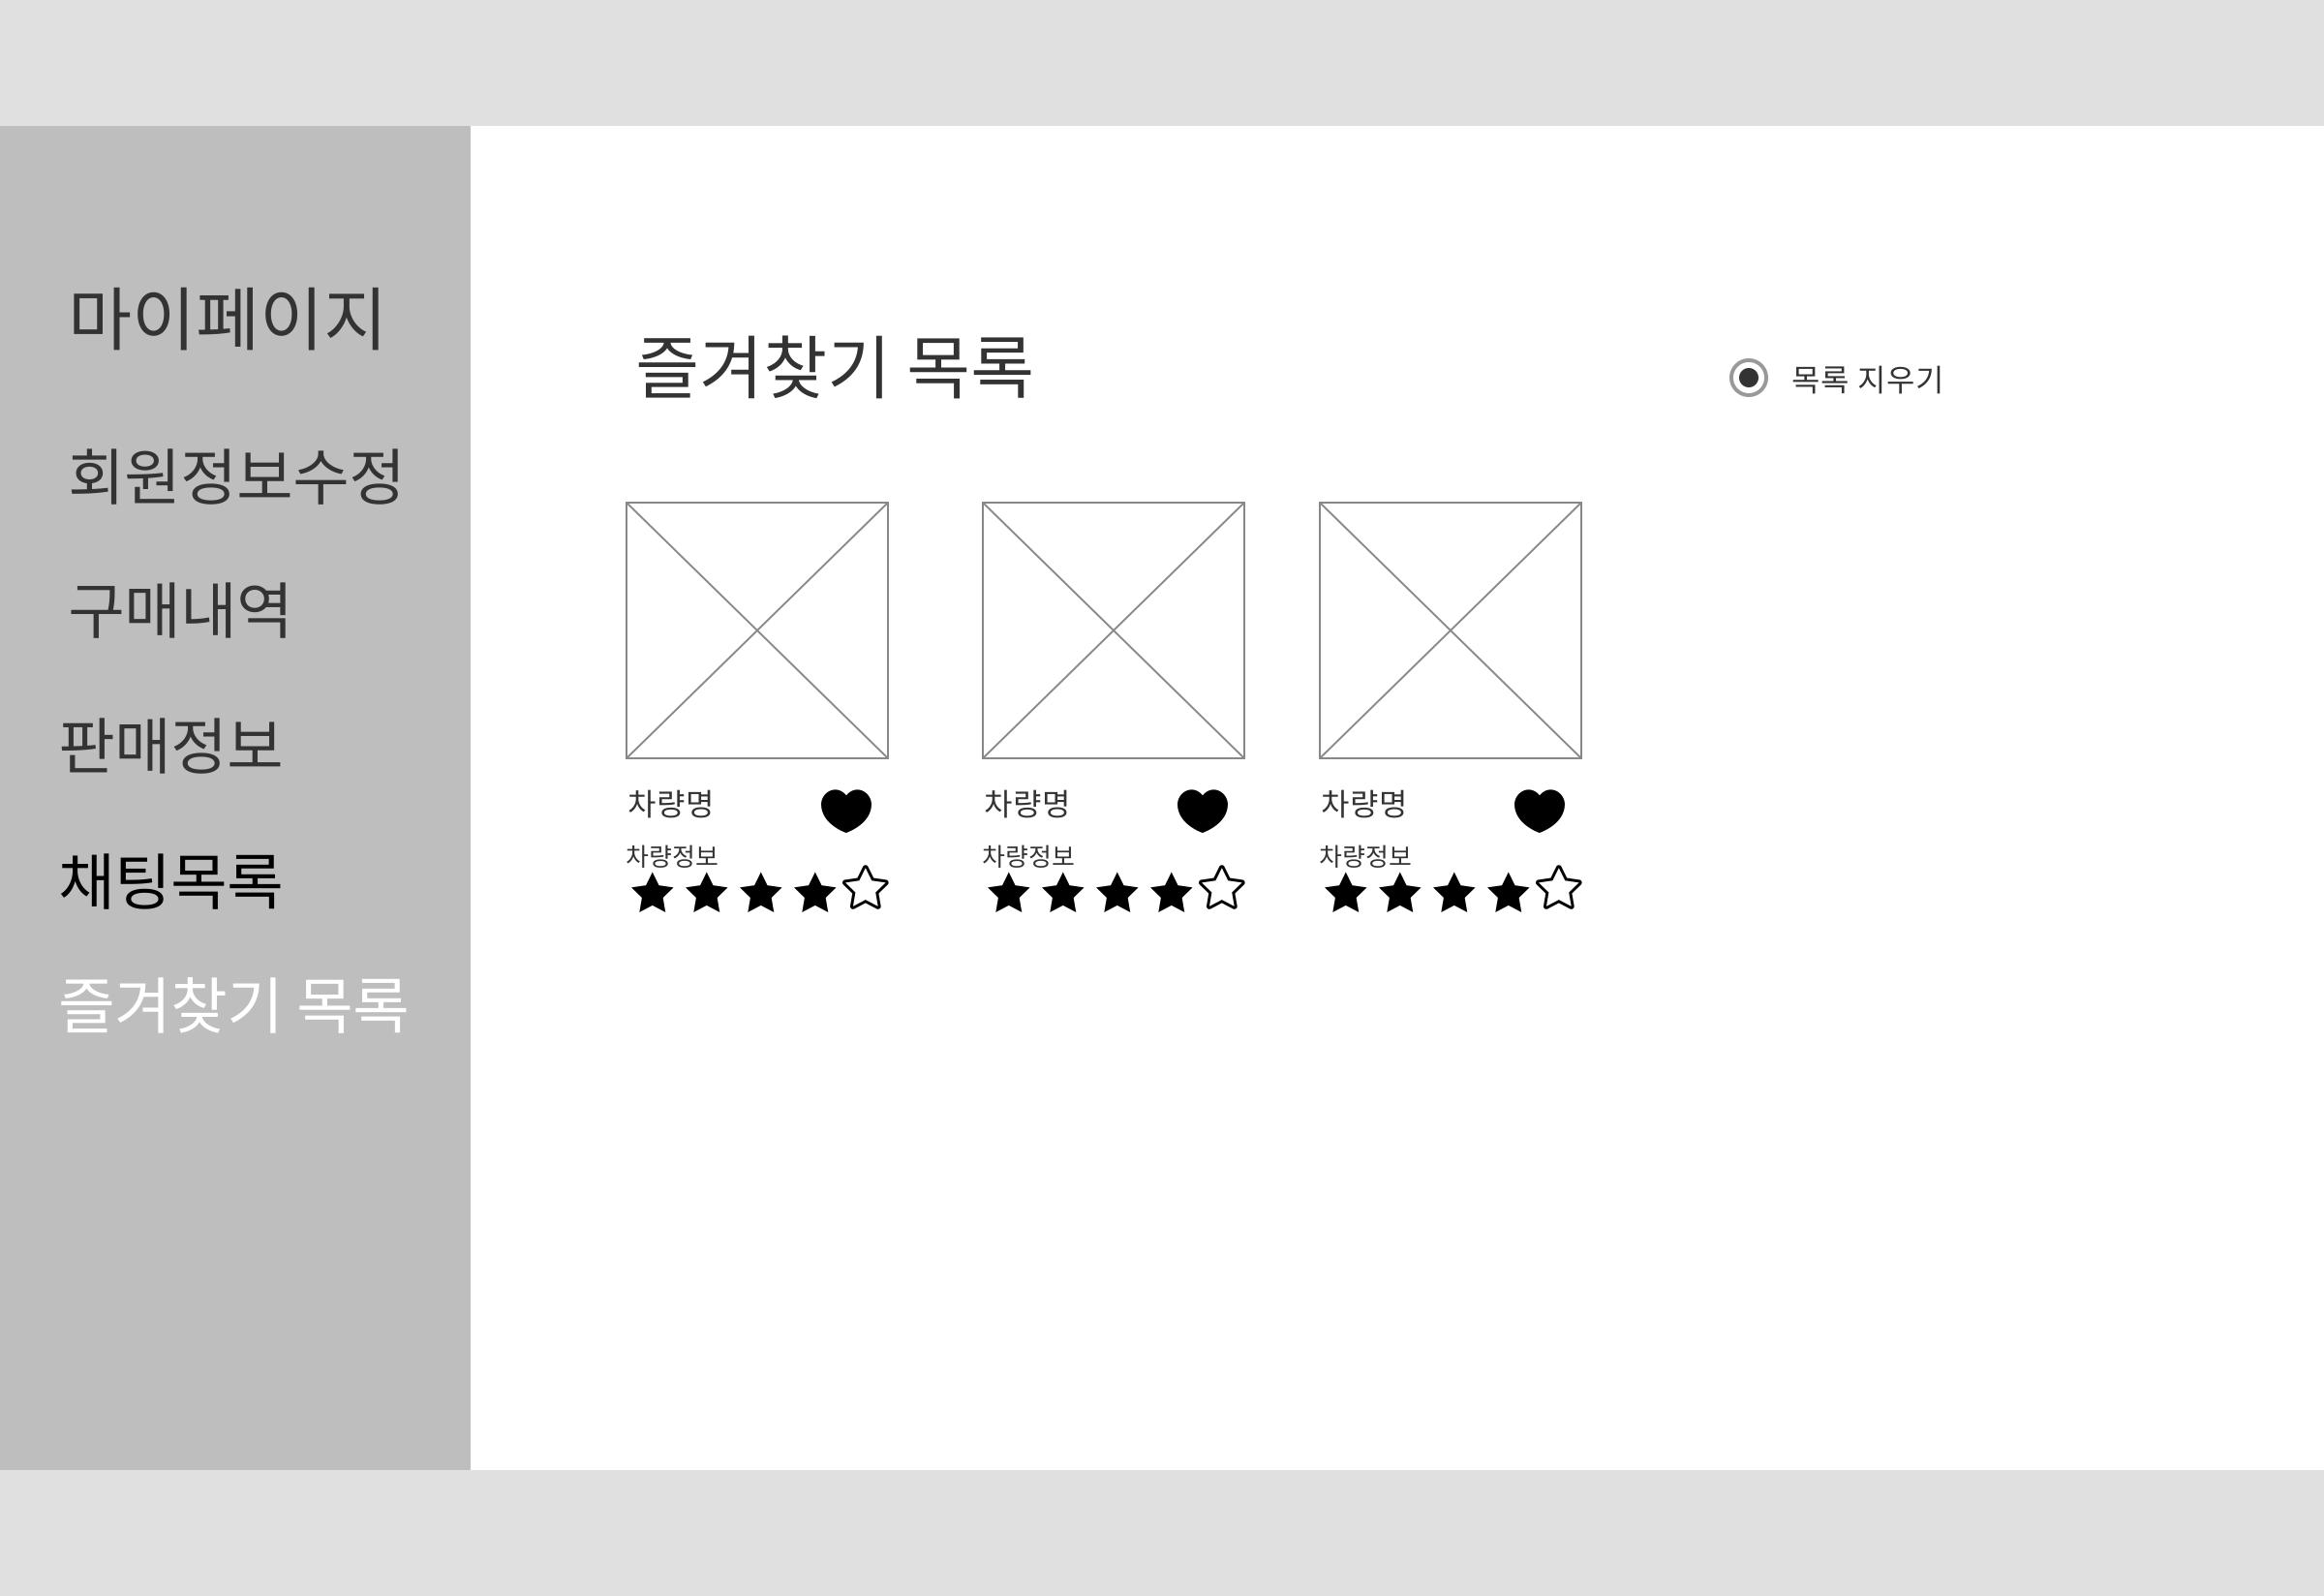 마이페이지
회원정보수정
구매내역
판매정보
채팅목록
즐겨찾기 목록
즐겨찾기 목록
목록 지우기
차량명
차량명
차량명
차량정보
차량정보
차량정보